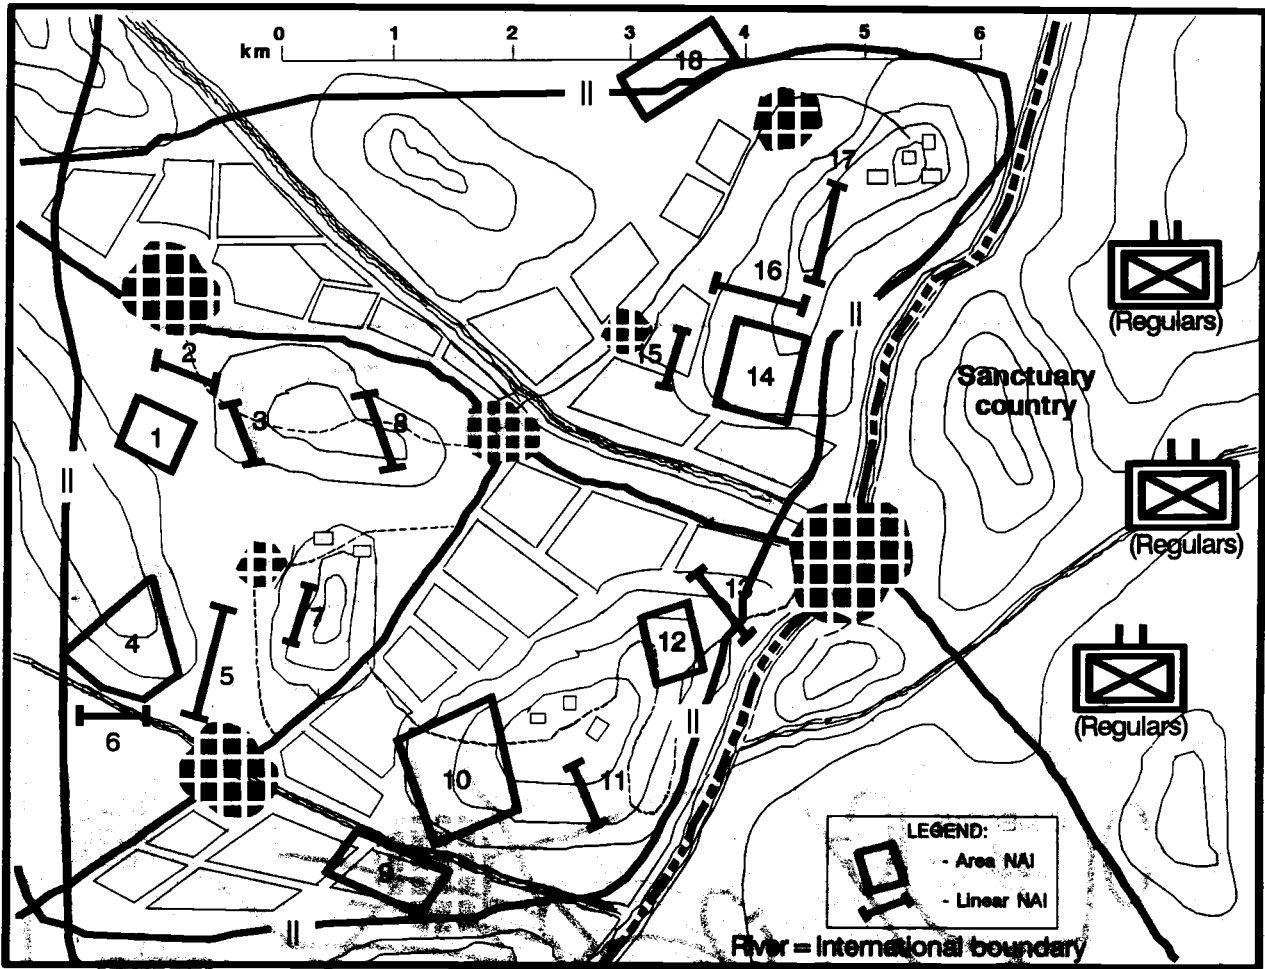 0 1 2 3 4 5 6
km
18
17
16
(Regulars)
2
15
14
Sanctuary
country
1
3
8
(Regulars)
7
13
4
12
5
(Regulars)
6
10
11
9
LEGEND:
- Area NAI
- Linear NAI
River = International boundary